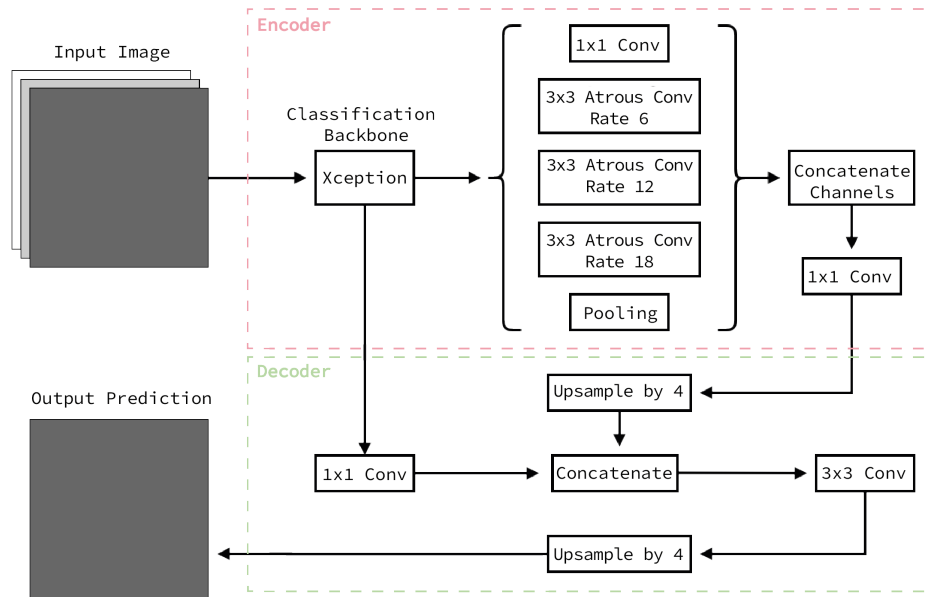 Encoder
Input Image
1x1 Conv
3x3 Atrous Conv
Rate 6
Classification
Backbone
Xception
3x3 Atrous Conv
Rate 12
Concatenate
Channels
3x3 Atrous Conv
Rate 18
1x1 Conv
Pooling
Decoder
Output Prediction
Upsample by 4
1x1 Conv
Concatenate
3x3 Conv
Upsample by 4